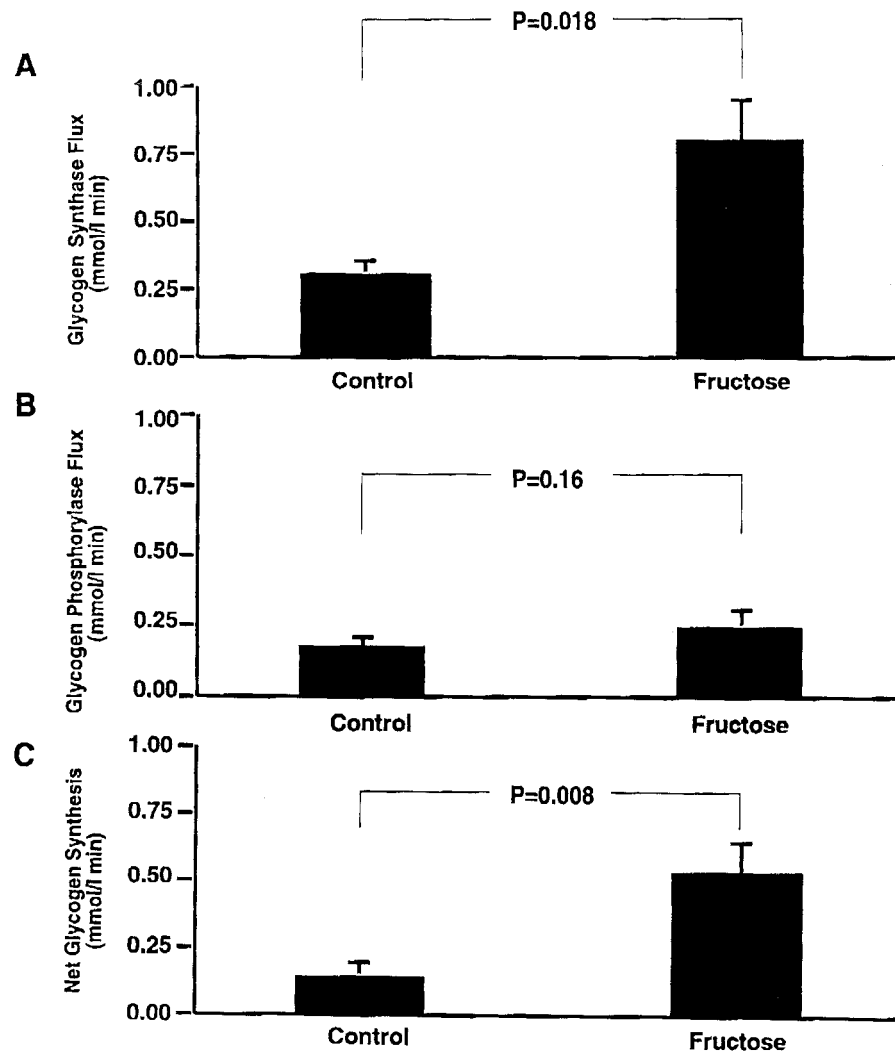 P=0.018
A
Glycogen Synthase Flux
(mmol/l min)
1.00
0.75
0.50
0.25
0.00
Control
Fructose
B
Glycogen Phosphorylase Flux
(mmol/l min)
1.00
0.75
0.50
0.25
0.00
P=0.16
Control
Fructose
C
Net Glycogen Synthesis
(mmol/l min)
1.00
0.75
0.50
0.25
0.00
P=0.008
Control
Fructose